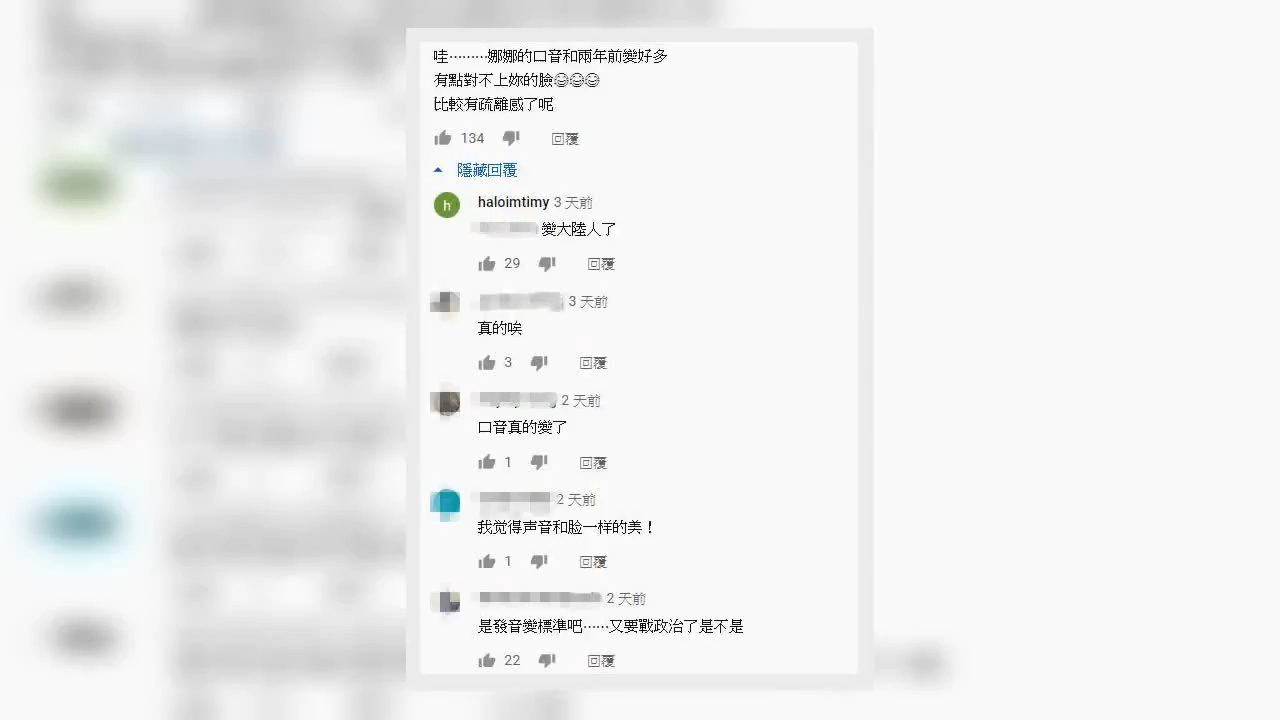 哇………娜娜的口音和兩年前變好多
有點對不上妳的臉😂😂😂
比較有疏離感了呢
134 回覆
隱藏回覆
h haloimtimy 3 天前
變大陸人了
29 回覆
3 天前
真的唉
3 回覆
2 天前
口音真的變了
1 回覆
2 天前
我觉得声音和脸一样的美！
1 回覆
2 天前
是發音變標準吧……又要戰政治了是不是
22 回覆